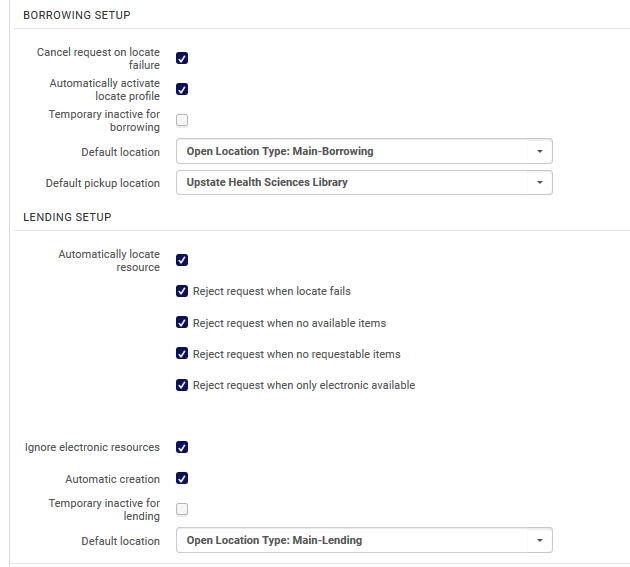 BORROWING SETUP
Cancel request on locate
failure
Automatically activate
locate profile
Temporary inactive for
borrowing
Default location
Open Location Type: Main-Borrowing
Default pickup location
Upstate Health Sciences Library
LENDING SETUP
Automatically locate
resource
Reject request when locate fails
Reject request when no available items
Reject request when no requestable items
Reject request when only electronic available
Ignore electronic resources
Automatic creation
Temporary inactive for
lending
Default location
Open Location Type: Main-Lending